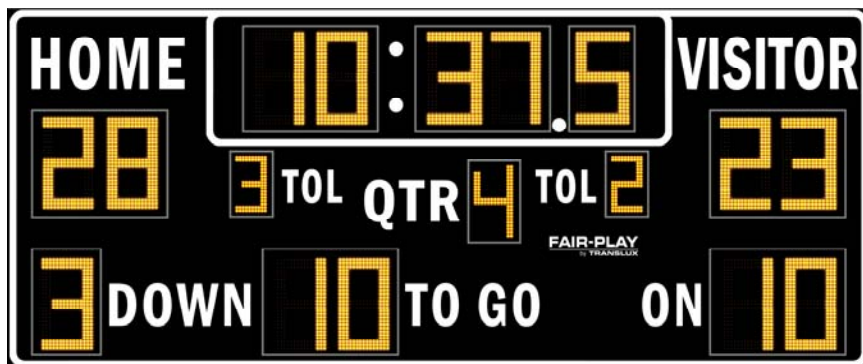 HOME 10:37.5 VISITOR
28 3 TOL QTR 4 TOL 2 23
FAIR-PLAY
by TRANSLUX
3 DOWN 10 TO GO ON 10